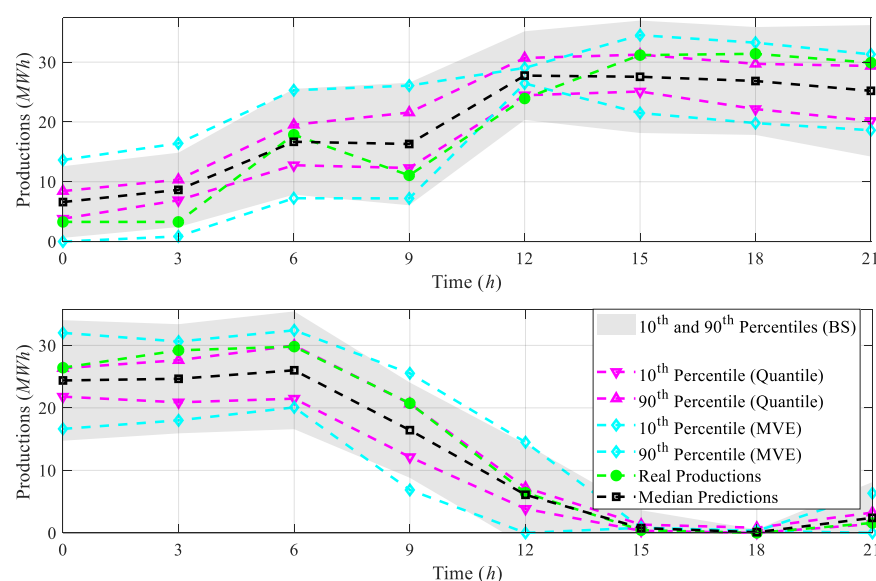 Productions (MWh)
30
20
10
0
0 3 6 9 12 15 18 21
Time (h)
Productions (MWh)
30
20
10
0
10th and 90th Percentiles (BS)
10th Percentile (Quantile)
90th Percentile (Quantile)
10th Percentile (MVE)
90th Percentile (MVE)
Real Productions
Median Predictions
0 3 6 9 12 15 18 21
Time (h)